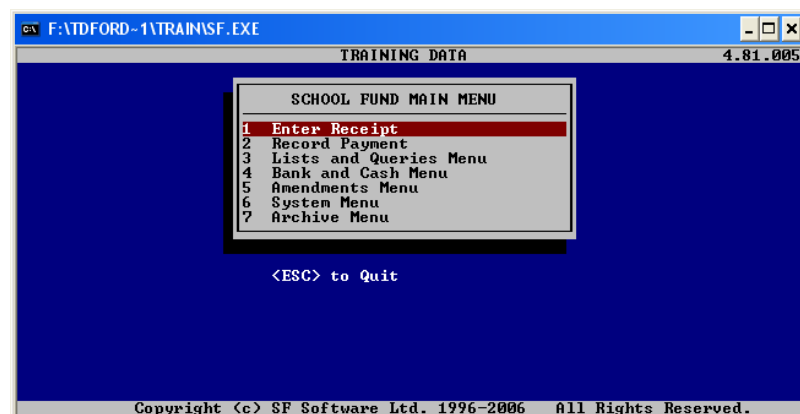 F:\TDFORD~1\TRAIN\SF.EXE
TRAINING DATA 4.81.005
SCHOOL FUND MAIN MENU
1 Enter Receipt
2 Record Payment
3 Lists and Queries Menu
4 Bank and Cash Menu
5 Amendments Menu
6 System Menu
7 Archive Menu
<ESC> to Quit
Copyright (c) SF Software Ltd. 1996-2006 All Rights Reserved.